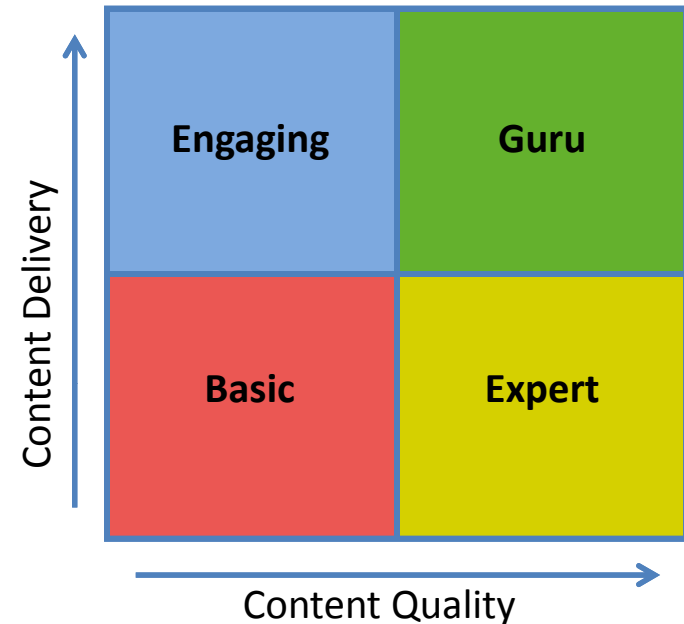 Engaging
Guru
Content Delivery
Basic
Expert
Content Quality